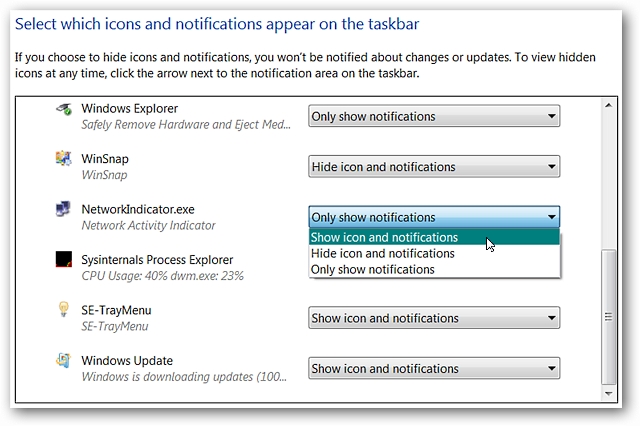 Select which icons and notifications appear on the taskbar
If you choose to hide icons and notifications, you won't be notified about changes or updates. To view hidden
icons at any time, click the arrow next to the notification area on the taskbar.
Windows Explorer
Safely Remove Hardware and Eject Med...
Only show notifications
WinSnap
WinSnap
Hide icon and notifications
NetworkIndicator.exe
Network Activity Indicator
Only show notifications
Show icon and notifications
Hide icon and notifications
Only show notifications
Sysinternals Process Explorer
CPU Usage: 40% dwm.exe: 23%
SE-TrayMenu
SE-TrayMenu
Show icon and notifications
Windows Update
Windows is downloading updates (100...
Show icon and notifications